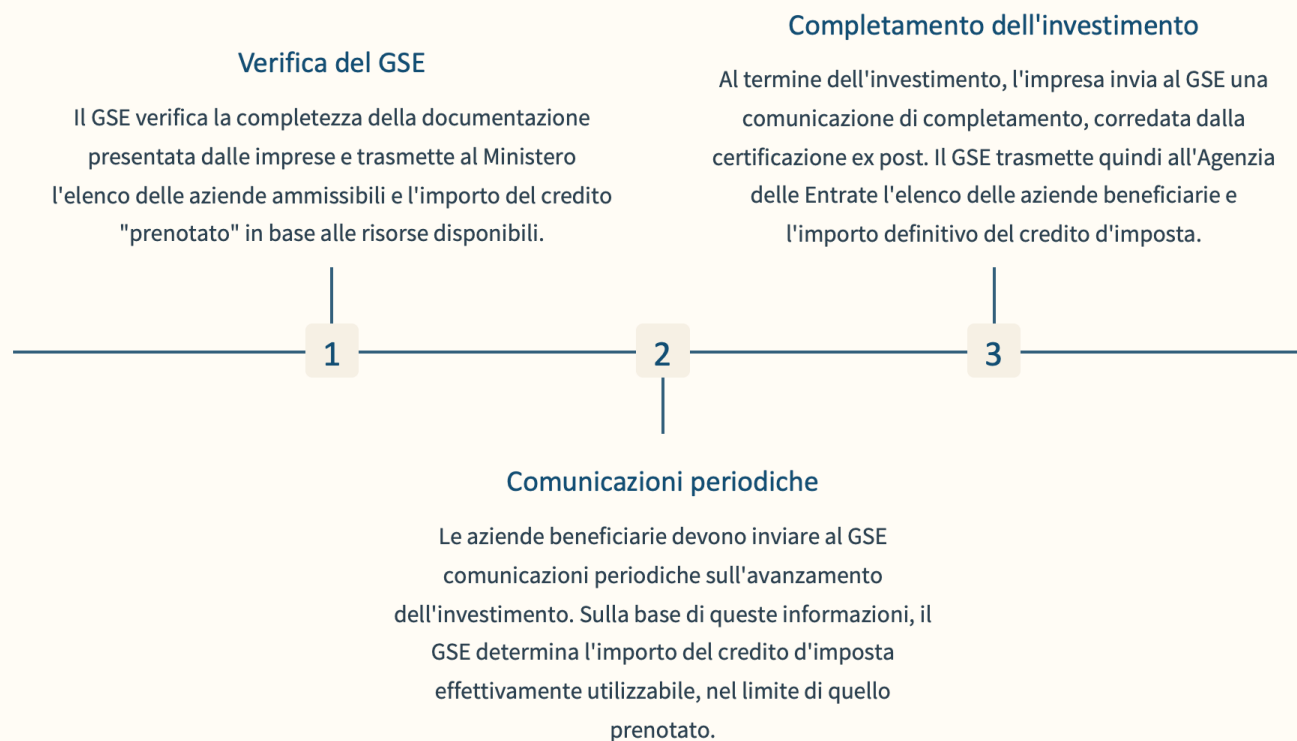 Verifica del GSE
Il GSE verifica la completezza della documentazione
presentata dalle imprese e trasmette al Ministero
l'elenco delle aziende ammissibili e l'importo del credito
"prenotato" in base alle risorse disponibili.
1
2
Comunicazioni periodiche
Le aziende beneficiarie devono inviare al GSE
comunicazioni periodiche sull'avanzamento
dell'investimento. Sulla base di queste informazioni, il
GSE determina l'importo del credito d'imposta
effettivamente utilizzabile, nel limite di quello
prenotato.
Completamento dell'investimento
Al termine dell'investimento, l'impresa invia al GSE una
comunicazione di completamento, corredata dalla
certificazione ex post. Il GSE trasmette quindi all'Agenzia
delle Entrate l'elenco delle aziende beneficiarie e
l'importo definitivo del credito d'imposta.
3